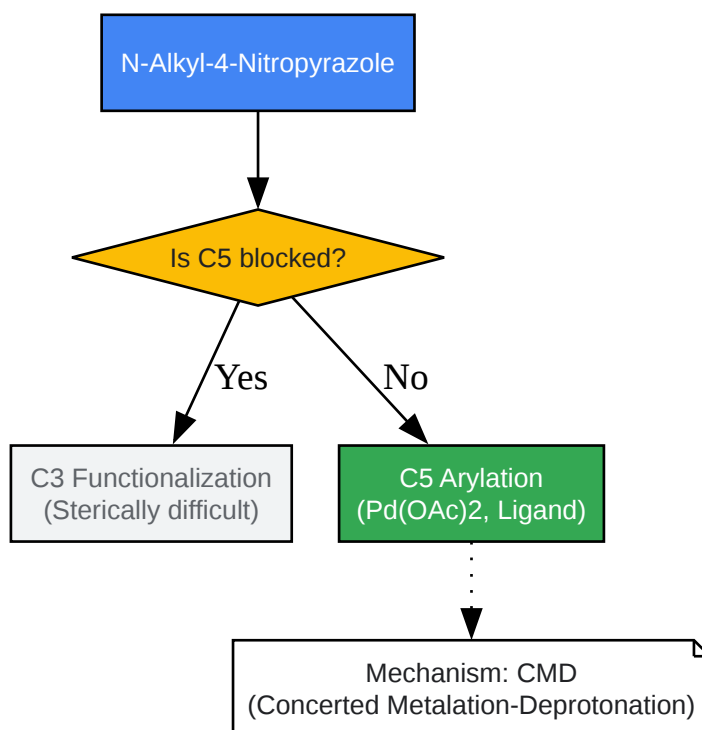 N-Alkyl-4-Nitropyrazole
Is C5 blocked?
Yes
No
C3 Functionalization
(Sterically difficult)
C5 Arylation
(Pd(OAc)2, Ligand)
Mechanism: CMD
(Concerted Metalation-Deprotonation)